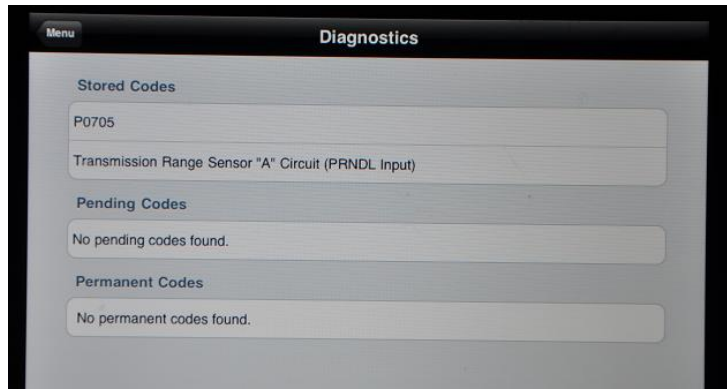 Menu
Diagnostics
Stored Codes
P0705
Transmission Range Sensor "A" Circuit (PRNDL Input)
Pending Codes
No pending codes found.
Permanent Codes
No permanent codes found.